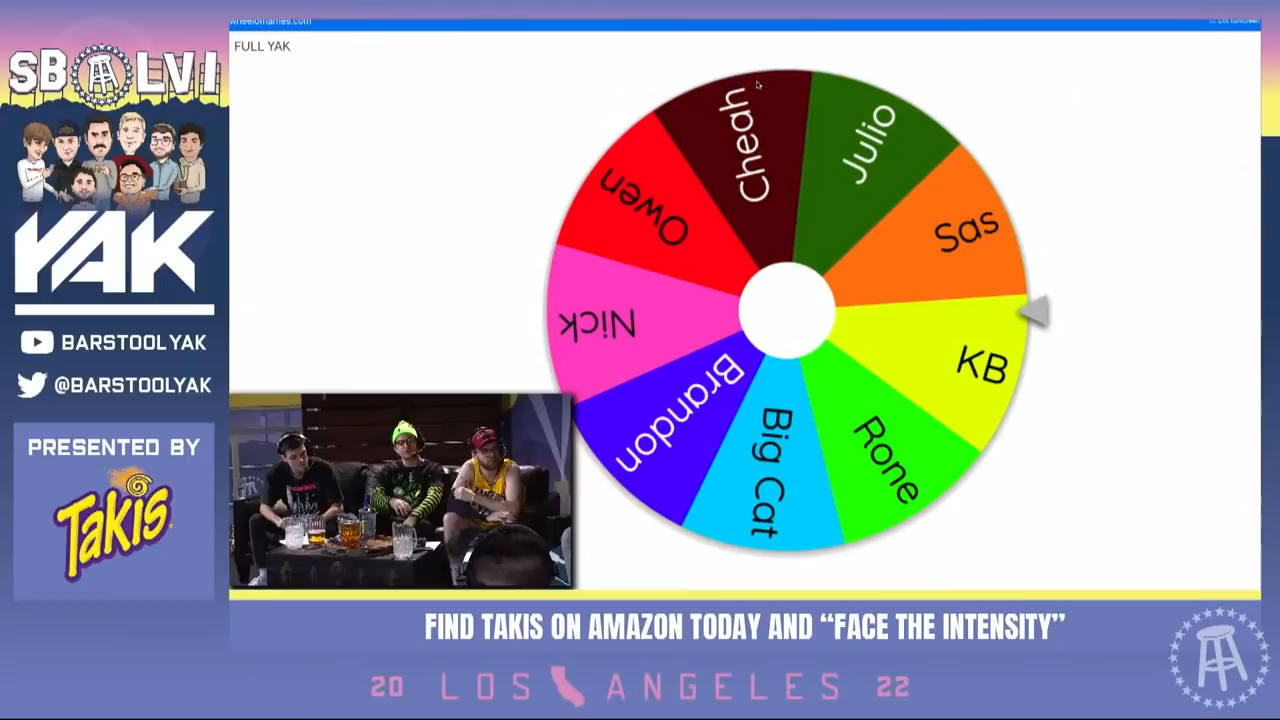 wheelofnames.com
FULL YAK
SB LVI
YAK
BARSTOOLYAK
@BARSTOOLYAK
PRESENTED BY
Takis
Cheah
Julio
Sas
KB
Rone
Big Cat
Brandon
Nick
Owen
FIND TAKIS ON AMAZON TODAY AND “FACE THE INTENSITY”
20 LOS ANGELES 22